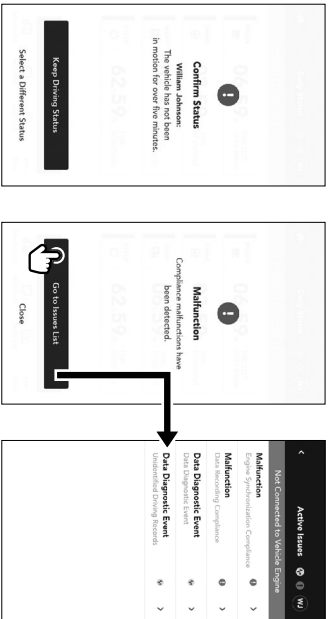 Confirm Status
William Johnson:
The vehicle has not been
in motion for over five minutes.
Keep Driving Status
Select a Different Status
Malfunction
Compliance malfunctions have
been detected.
Go to Issues List
Close
Active Issues
WJ
Not Connected to Vehicle Engine
Malfunction
Engine Synchronization Compliance
Malfunction
Data Recording Compliance
Data Diagnostic Event
Data Diagnostic Event
Data Diagnostic Event
Unidentified Driving Records